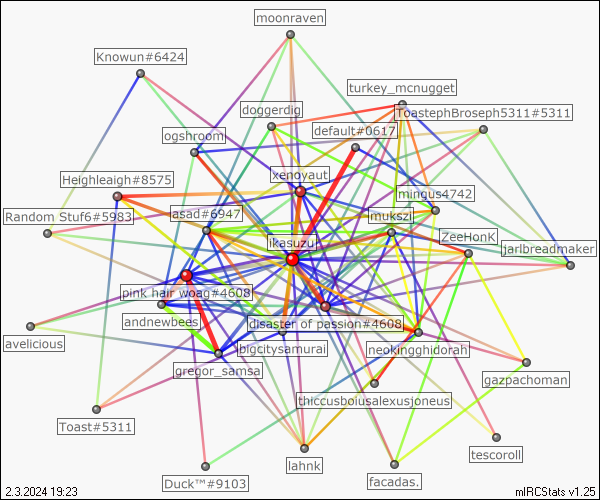 moonraven
Knowun#6424
turkey_mcnugget
doggerdig
ToastephBroseph5311#5311
default#0617
ogshroom
xenoyaut
Heighleaigh#8575
mingus4742
asad#6947
mukszi
Random Stuf6#5983
ikasuzu
ZeeHonK
jarlbreadmaker
pink hair woag#4608
andnewbees
disaster of passion#4608
avelicious
bigcitysamurai
neokingghidorah
gregor_samsa
gazpachoman
thiccusboiusalexusjoneus
Toast#5311
tescoroll
lahnk
facadas.
Duck™#9103
2.3.2024 19:23
mIRCStats v1.25